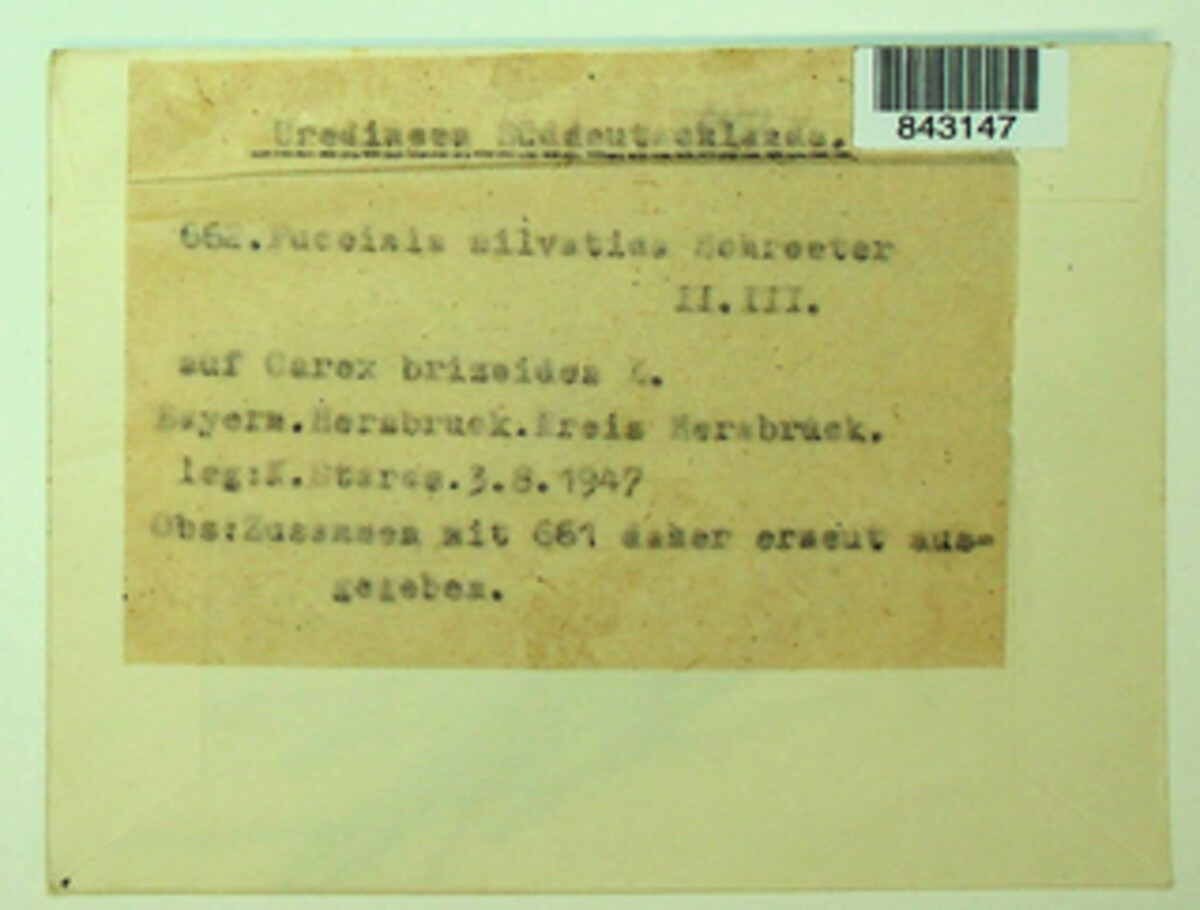 843147
Uredineen Süddeutschlands.
662.Puccinia silvatica Schroeter
II.III.
auf Carex brizoides L.
Bayern.Hersbruck.Kreis Hersbruck.
leg:K.Starcs.3.8.1947
Obs:Zusammen mit 661 daher erneut aus-
gegeben.